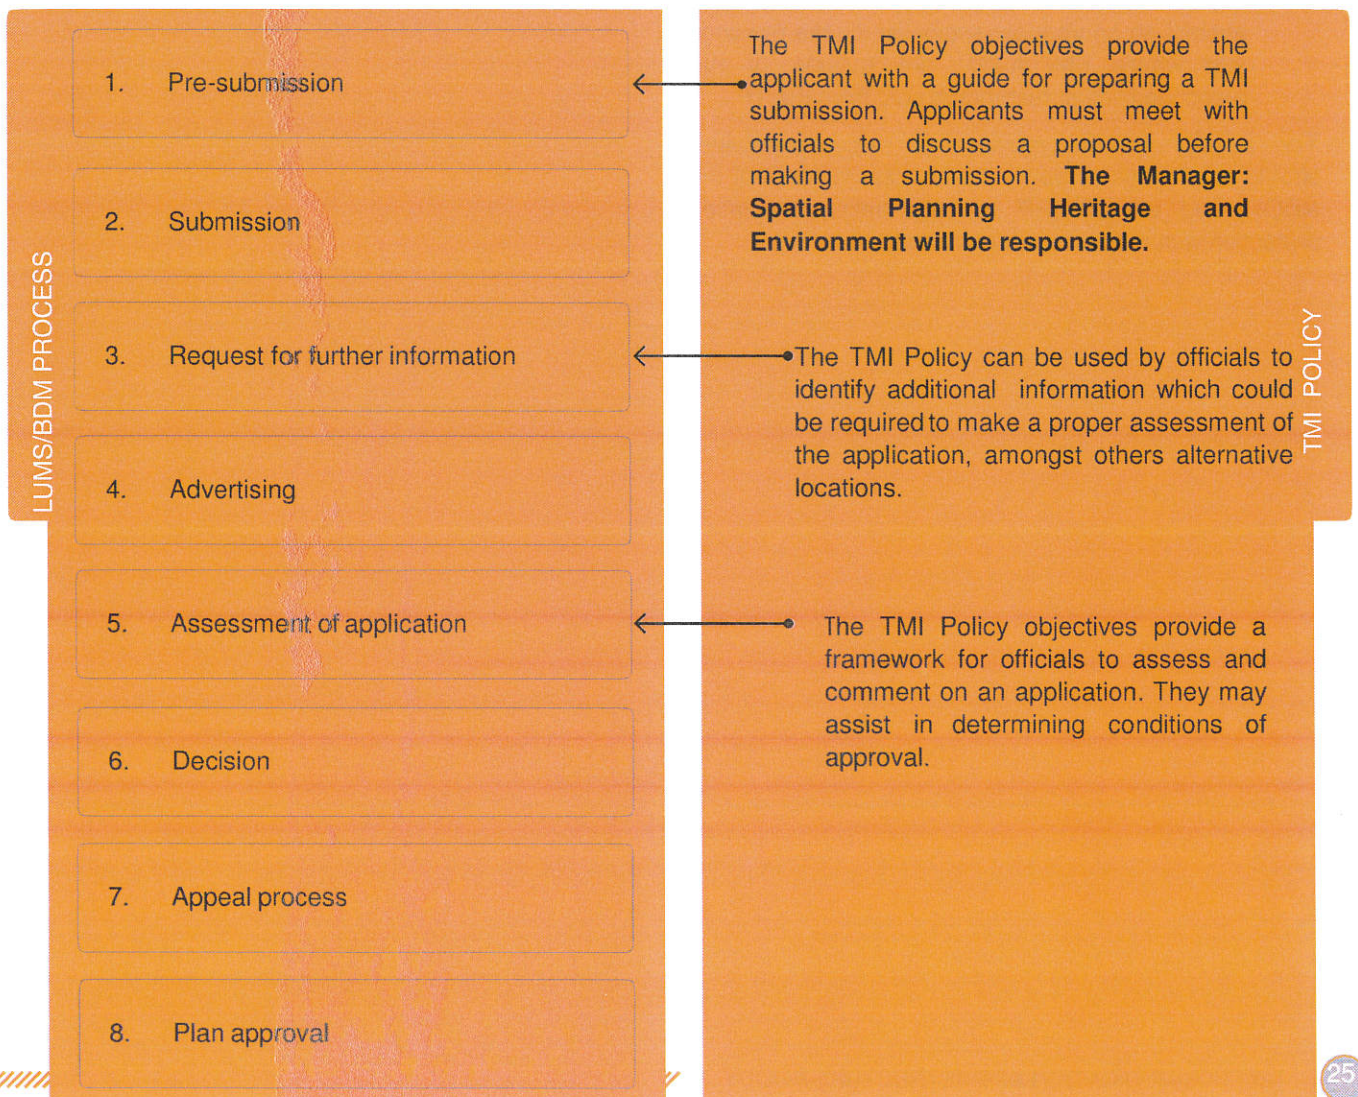 LUMS/BDM PROCESS
1. Pre-submission
2. Submission
3. Request for further information
4. Advertising
5. Assessment of application
6. Decision
7. Appeal process
8. Plan approval
The TMI Policy objectives provide the
applicant with a guide for preparing a TMI
submission. Applicants must meet with
officials to discuss a proposal before
making a submission. The Manager:
Spatial Planning Heritage and
Environment will be responsible.
The TMI Policy can be used by officials to
identify additional information which could
be required to make a proper assessment of
the application, amongst others alternative
locations.
The TMI Policy objectives provide a
framework for officials to assess and
comment on an application. They may
assist in determining conditions of
approval.
TMI POLICY
25